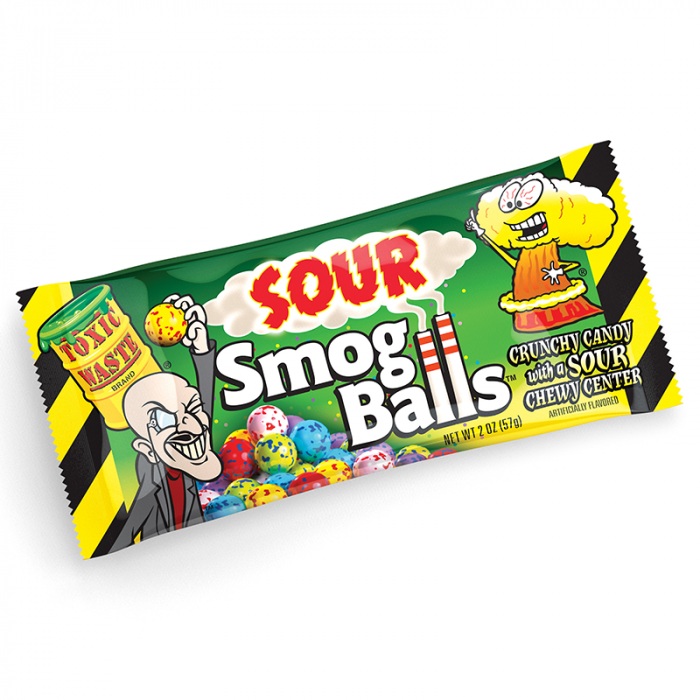 TOXIC
WASTE
BRAND
®
SOUR
Smog
Balls™
NET WT 2 OZ (57g)
®
CRUNCHY CANDY
with a SOUR
CHEWY CENTER
ARTIFICIALLY FLAVORED